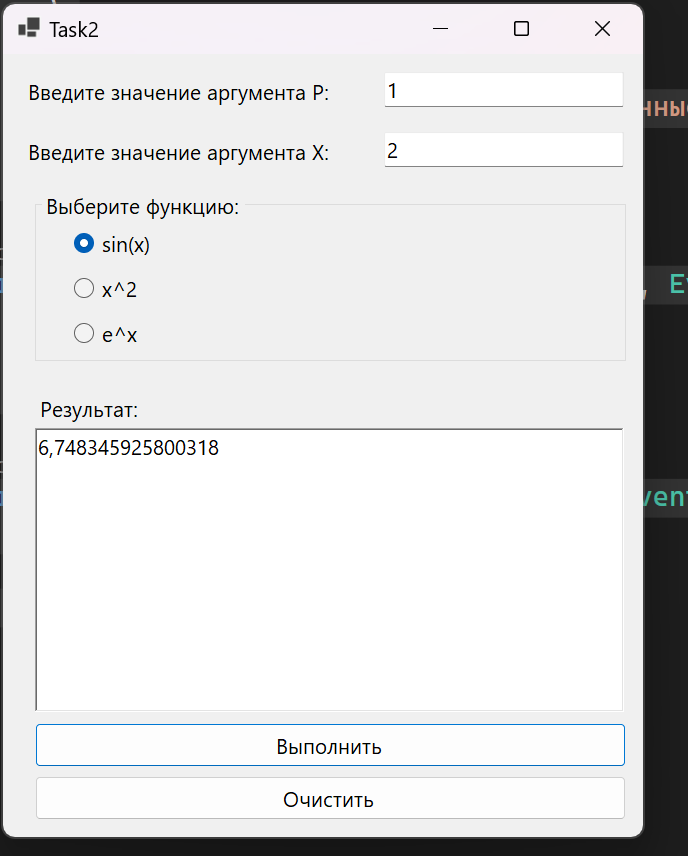 Task2
Введите значение аргумента P:
1
Введите значение аргумента X:
2
Выберите функцию:
sin(x)
x^2
e^x
Результат:
6,748345925800318
Выполнить
Очистить